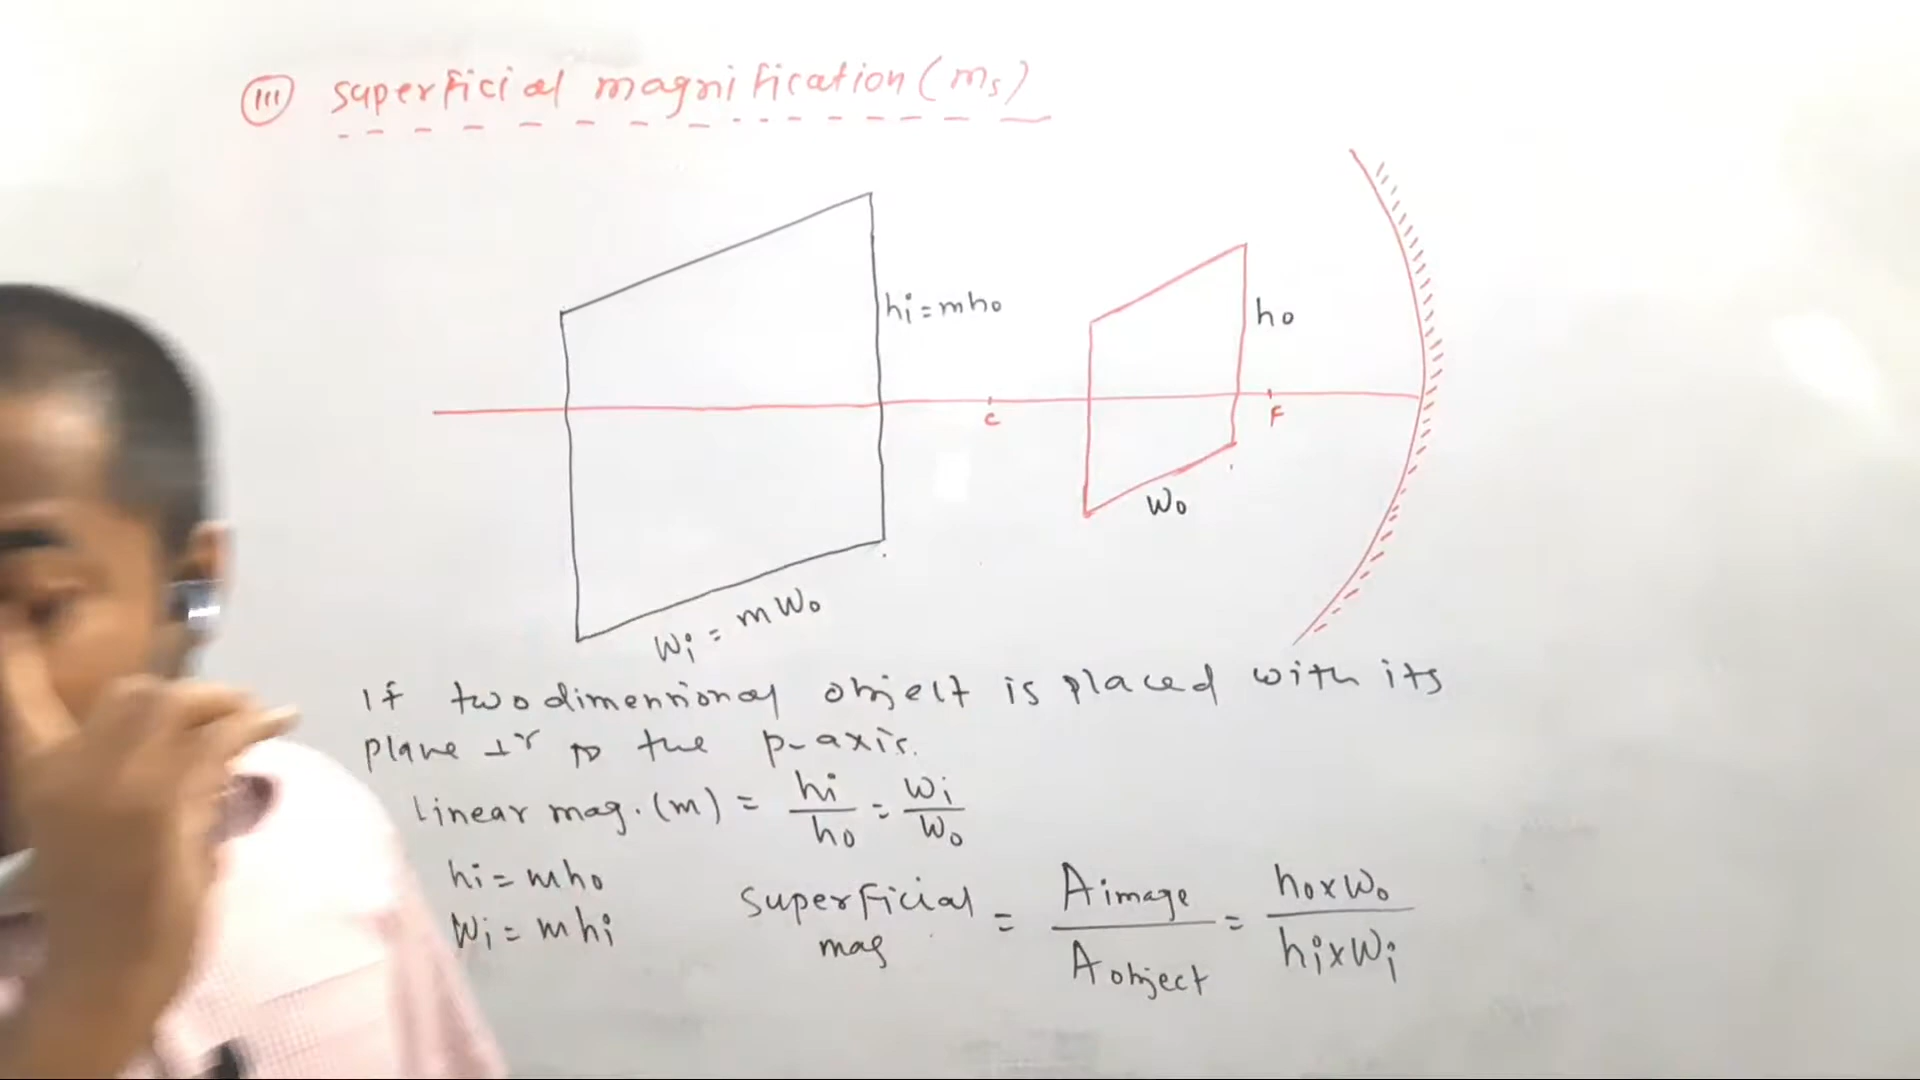 (III) superficial magnification (ms)
hi = mho
ho
C
F
wo
wi = mwo
If two dimensional object is placed with its
plane ⊥r to the p-axis.
Linear mag. (m) = hi/ho = wi/wo
hi = mho
wi = mhi
superficial mag = Aimage/Aobject = ho×wo/hi×wi